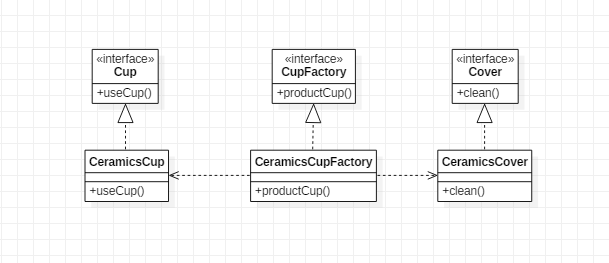 «interface»
Cup
+useCup()
«interface»
CupFactory
+productCup()
«interface»
Cover
+clean()
CeramicsCup
+useCup()
CeramicsCupFactory
+productCup()
CeramicsCover
+clean()